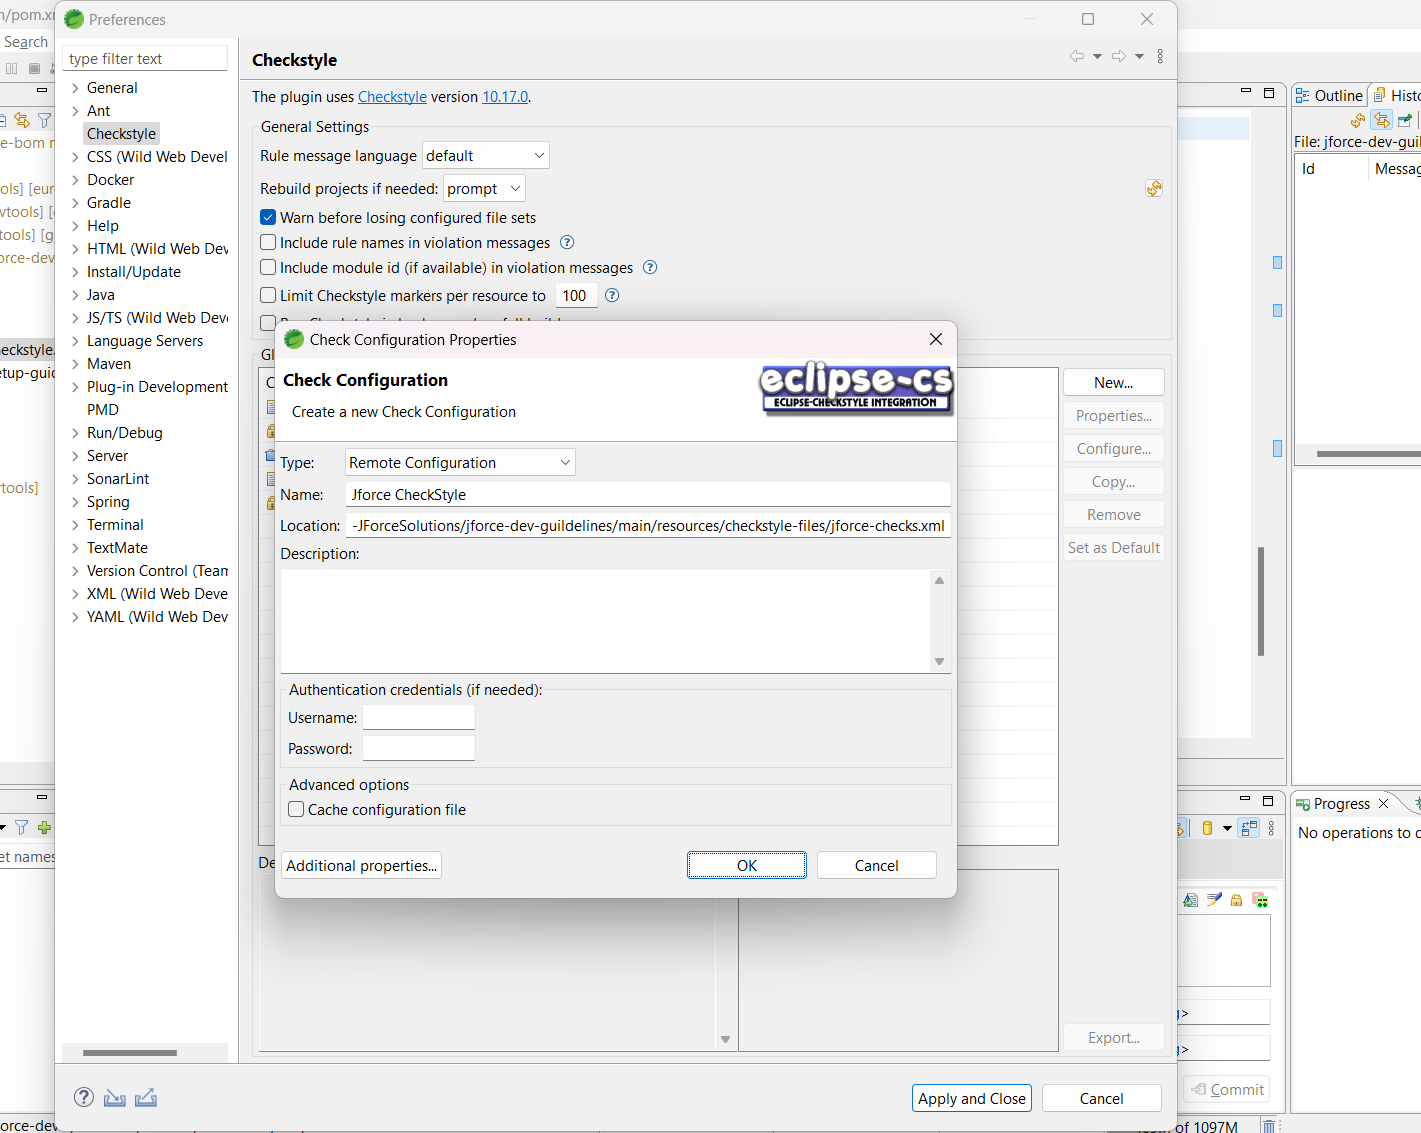 n/pom.xm
Preferences
Search
type filter text
Checkstyle
General
Ant
Checkstyle
CSS (Wild Web Devel
Docker
Gradle
Help
HTML (Wild Web Dev
Install/Update
Java
JS/TS (Wild Web Deve
Language Servers
Maven
Plug-in Development
PMD
Run/Debug
Server
SonarLint
Spring
Terminal
TextMate
Version Control (Team
XML (Wild Web Deve
YAML (Wild Web Dev
The plugin uses Checkstyle version 10.17.0.
General Settings
Rule message language default
Rebuild projects if needed: prompt
Warn before losing configured file sets
Include rule names in violation messages
Include module id (if available) in violation messages
Limit Checkstyle markers per resource to 100
Gl
C
New...
Properties...
Configure...
Copy...
Remove
Set as Default
Check Configuration Properties
Check Configuration
Create a new Check Configuration
eclipse-cs
ECLIPSE-CHECKSTYLE INTEGRATION
Type: Remote Configuration
Name: Jforce CheckStyle
Location: -JForceSolutions/jforce-dev-guildelines/main/resources/checkstyle-files/jforce-checks.xml
Description:
Authentication credentials (if needed):
Username:
Password:
Advanced options
Cache configuration file
Additional properties...
OK
Cancel
De
Export...
Apply and Close
Cancel
e-bom m
ols] [eur
vtools] [
tools] [g
orce-dev
eckstyle.
etup-guid
vtools]
et names
orce-dev
Outline
Histo
File: jforce-dev-guil
Id
Messag
Progress
No operations to d
g>
g>
Commit
of 1097M